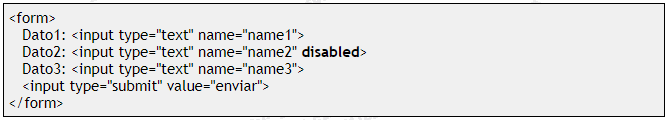 <form>
Dato1: <input type="text" name="name1">
Dato2: <input type="text" name="name2" disabled>
Dato3: <input type="text" name="name3">
<input type="submit" value="enviar">
</form>